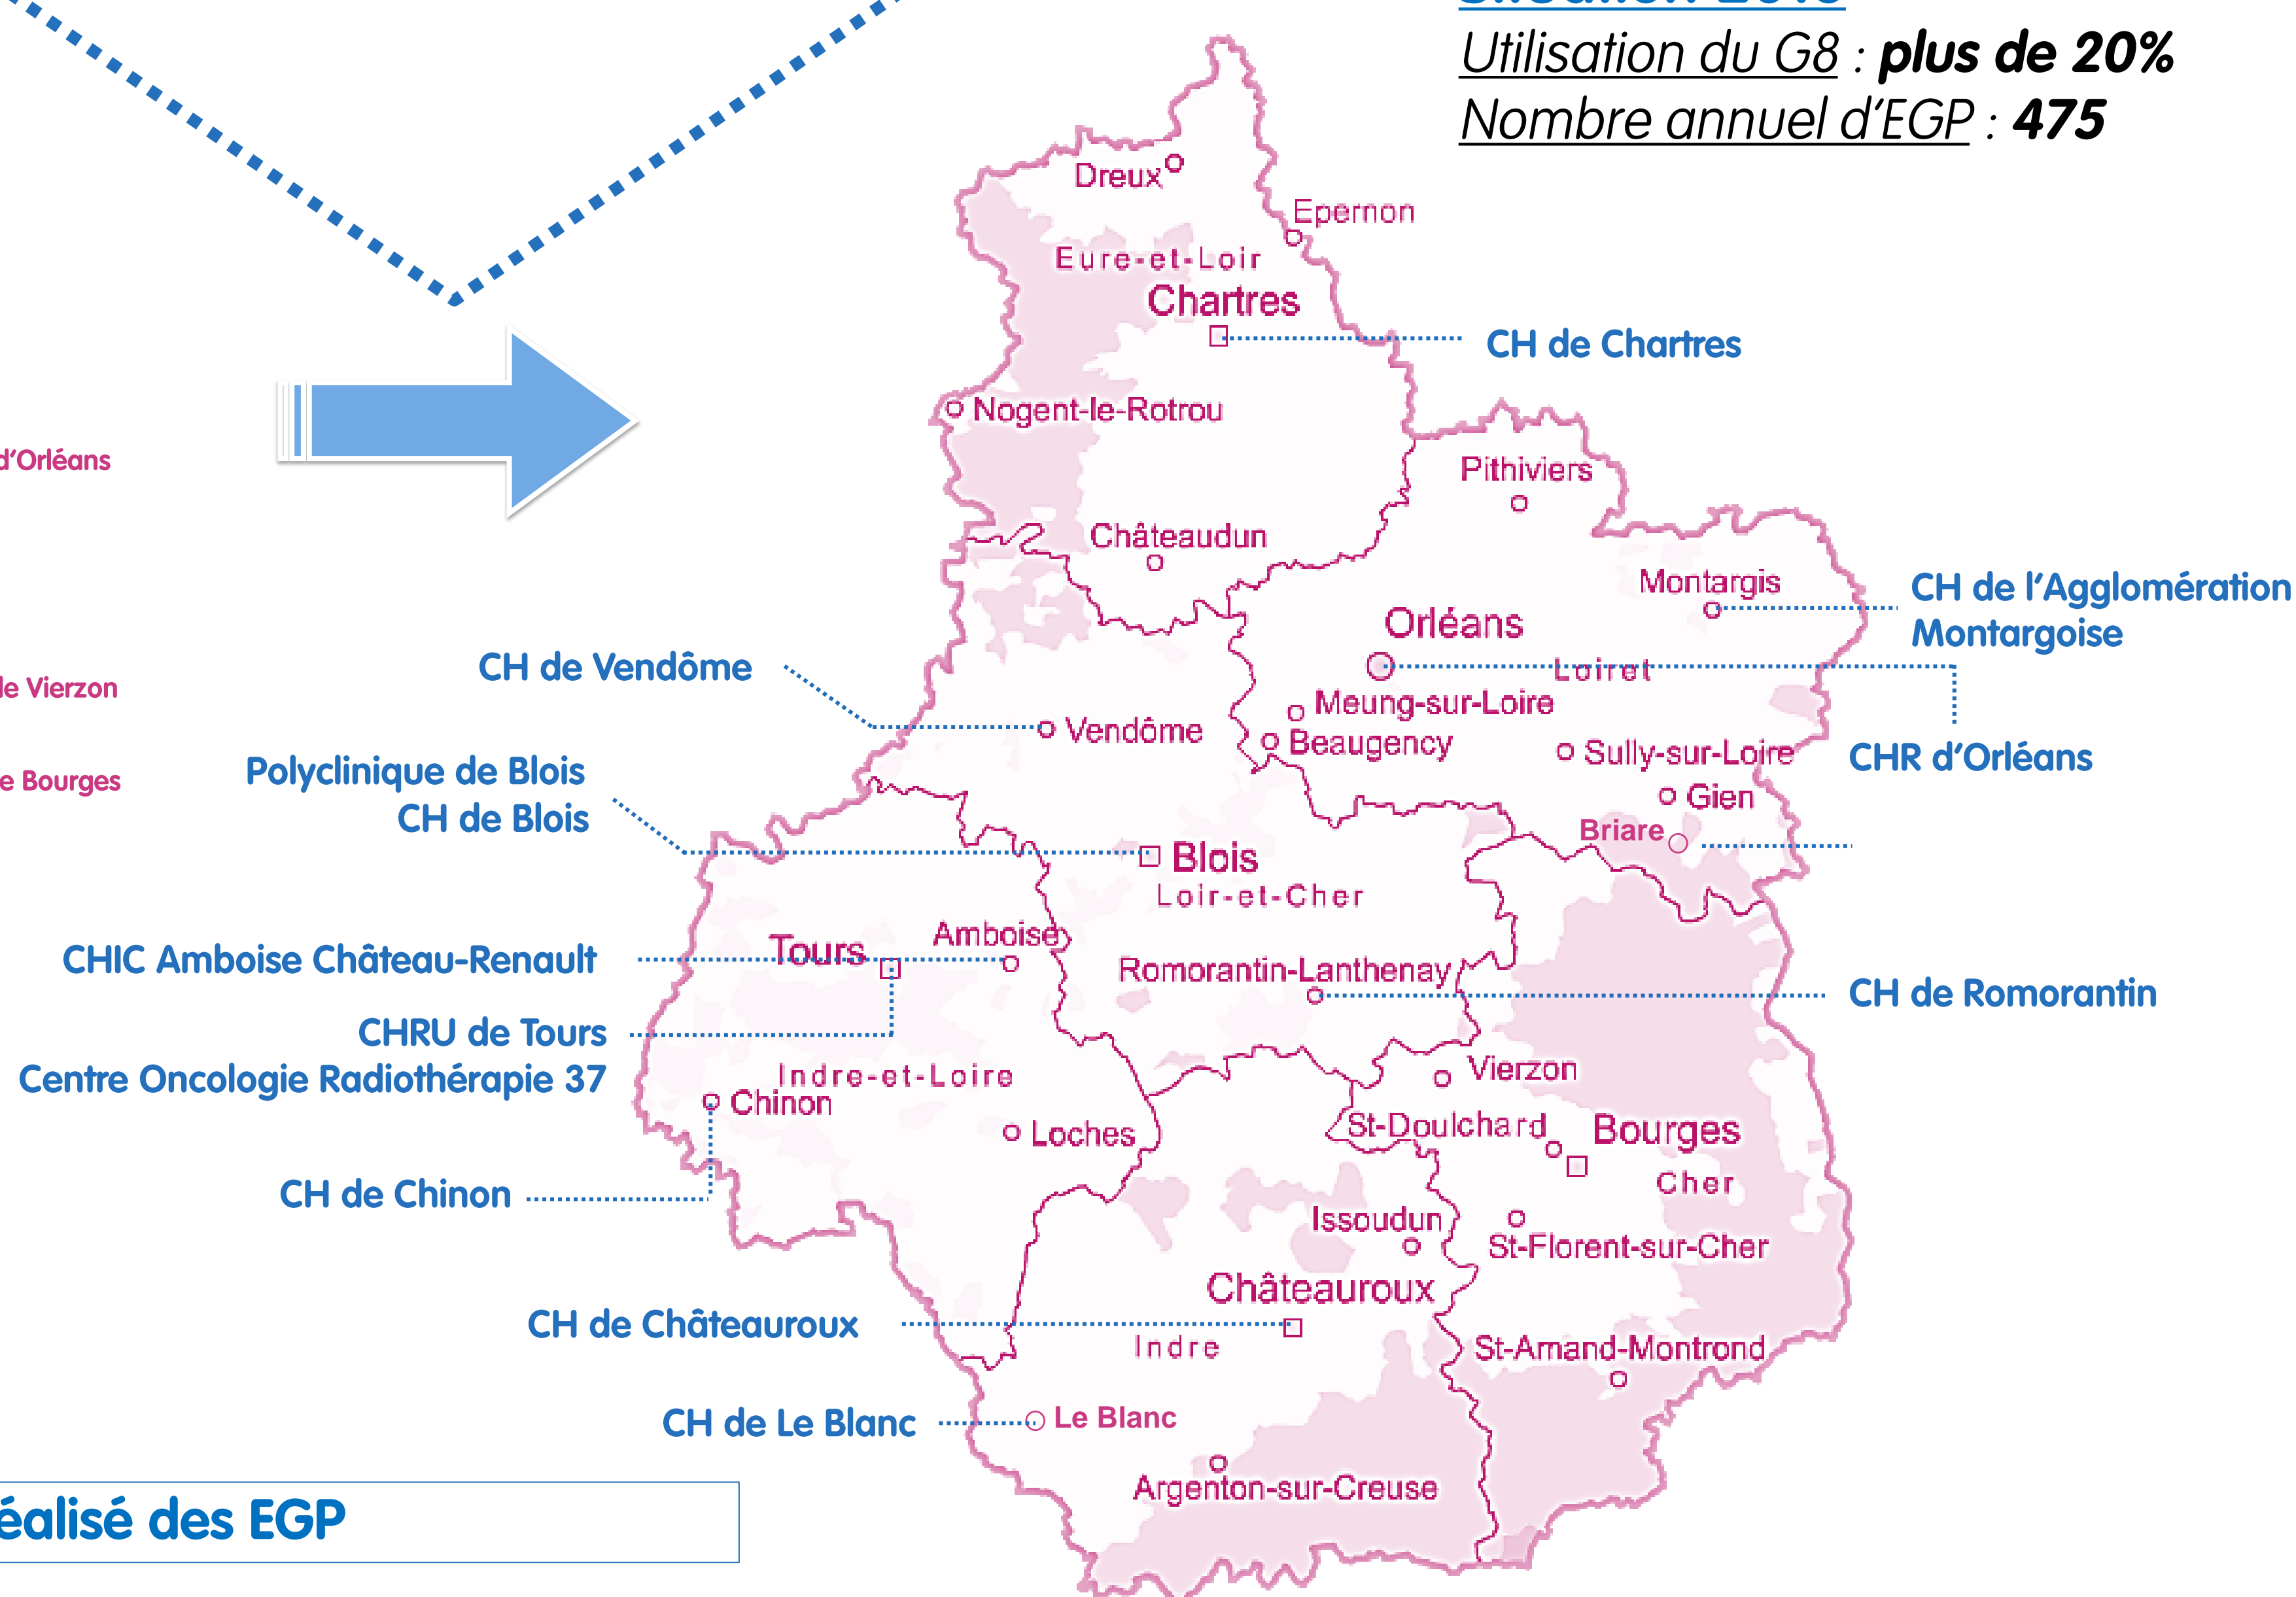 Utilisation du G8 : plus de 20%
Nombre annuel d'EGP : 475
Dreux
Epernon
Eure-et-Loir
Chartres
CH de Chartres
Nogent-le-Rotrou
d'Orléans
Pithiviers
Châteaudun
Montargis
CH de l'Agglomération
Montargoise
Orléans
CH de Vendôme
Loiret
de Vierzon
Meung-sur-Loire
Vendôme
Beaugency
Sully-sur-Loire
CHR d'Orléans
Polyclinique de Blois
e Bourges
Gien
CH de Blois
Briare
Blois
Loir-et-Cher
Amboise
Tours
CHIC Amboise Château-Renault
Romorantin-Lanthenay
CH de Romorantin
CHRU de Tours
Centre Oncologie Radiothérapie 37
Indre-et-Loire
Vierzon
Chinon
St-Doulchard
Bourges
Loches
Cher
CH de Chinon
Issoudun
St-Florent-sur-Cher
Châteauroux
CH de Châteauroux
Indre
St-Amand-Montrond
CH de Le Blanc
Le Blanc
Argenton-sur-Creuse
éalisé des EGP